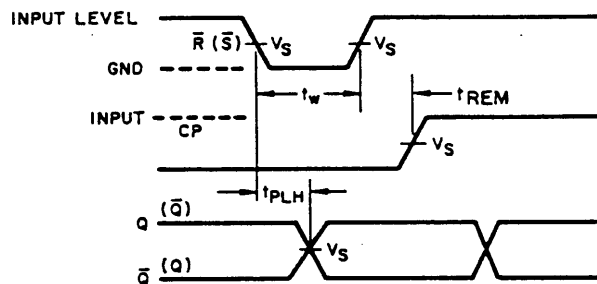 INPUT LEVEL
R̅ (S̅) V_S V_S
GND
t_w t_REM
INPUT
CP
V_S
t_PLH
Q (Q̅)
V_S
Q̅ (Q)